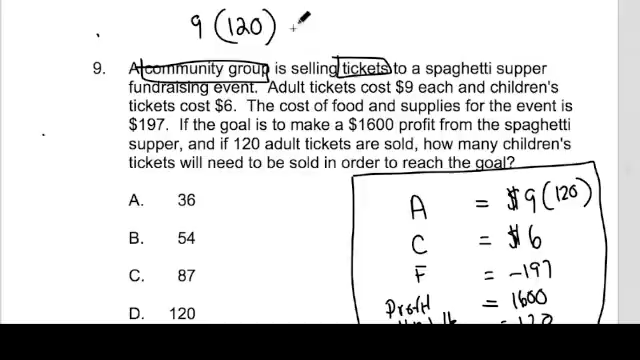 9 (120) +
9. A community group is selling tickets to a spaghetti supper
fundraising event. Adult tickets cost $9 each and children's
tickets cost $6. The cost of food and supplies for the event is
$197. If the goal is to make a $1600 profit from the spaghetti
supper, and if 120 adult tickets are sold, how many children's
tickets will need to be sold in order to reach the goal?
A. 36
B. 54
C. 87
D. 120
A = $9 (120)
C = $6
F = -197
Profit = 1600
= 120